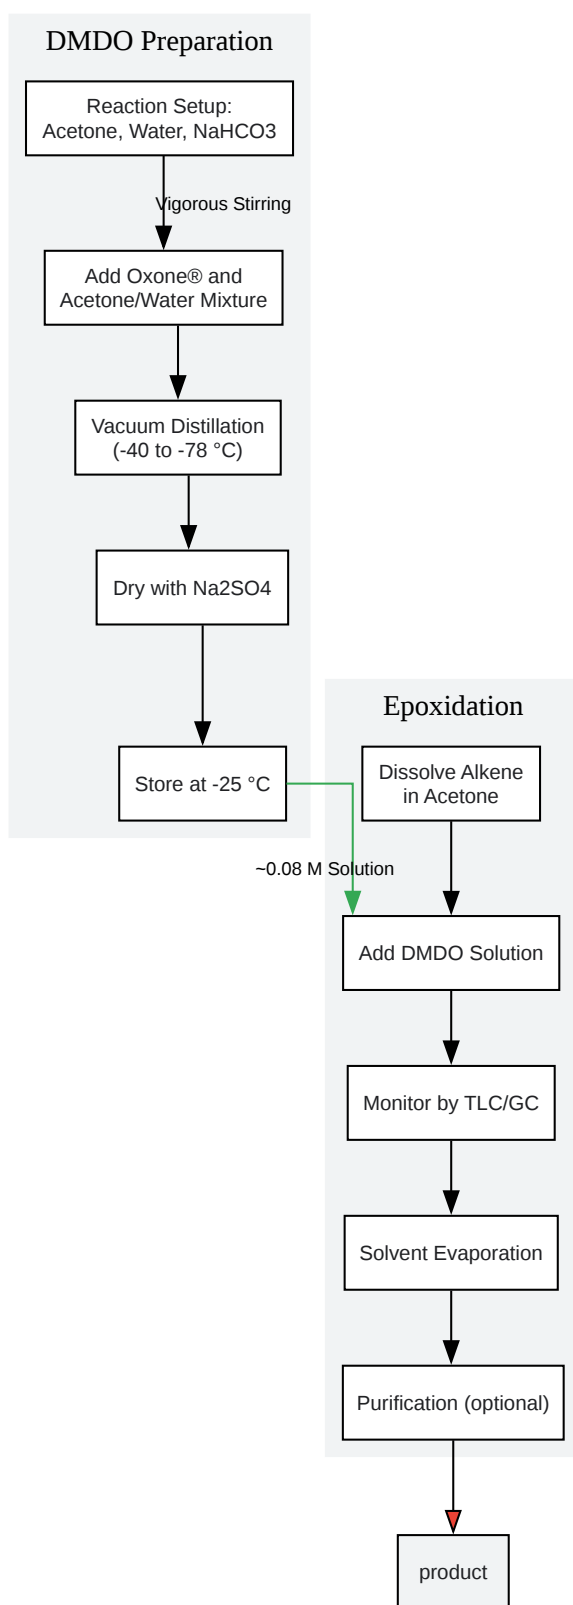 DMDO Preparation
Reaction Setup:
Acetone, Water, NaHCO3
Vigorous Stirring
Add Oxone® and
Acetone/Water Mixture
Vacuum Distillation
(-40 to -78 °C)
Dry with Na2SO4
Store at -25 °C
Epoxidation
Dissolve Alkene
in Acetone
~0.08 M Solution
Add DMDO Solution
Monitor by TLC/GC
Solvent Evaporation
Purification (optional)
product